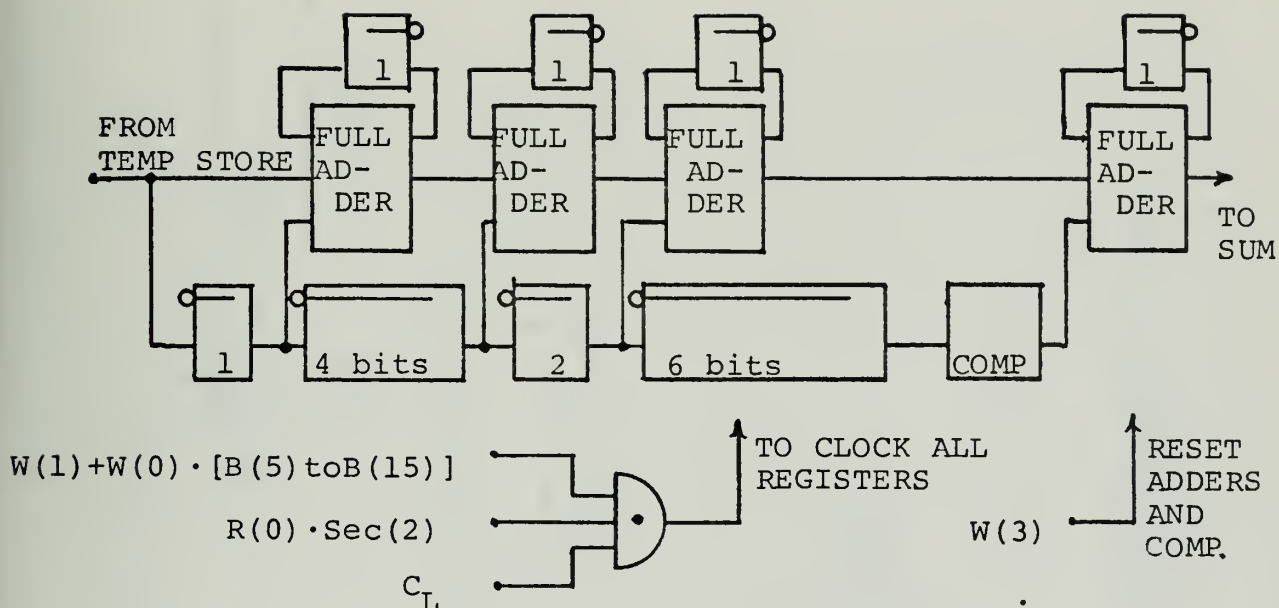 1
1
1
1
FROM
TEMP STORE
FULL
AD-
DER
FULL
AD-
DER
FULL
AD-
DER
FULL
AD-
DER
TO
SUM
1
4 bits
2
6 bits
COMP
W(1)+W(0)·[B(5)toB(15)]
R(0)·Sec(2)
C_L
TO CLOCK ALL
REGISTERS
W(3)
RESET
ADDERS
AND
COMP.